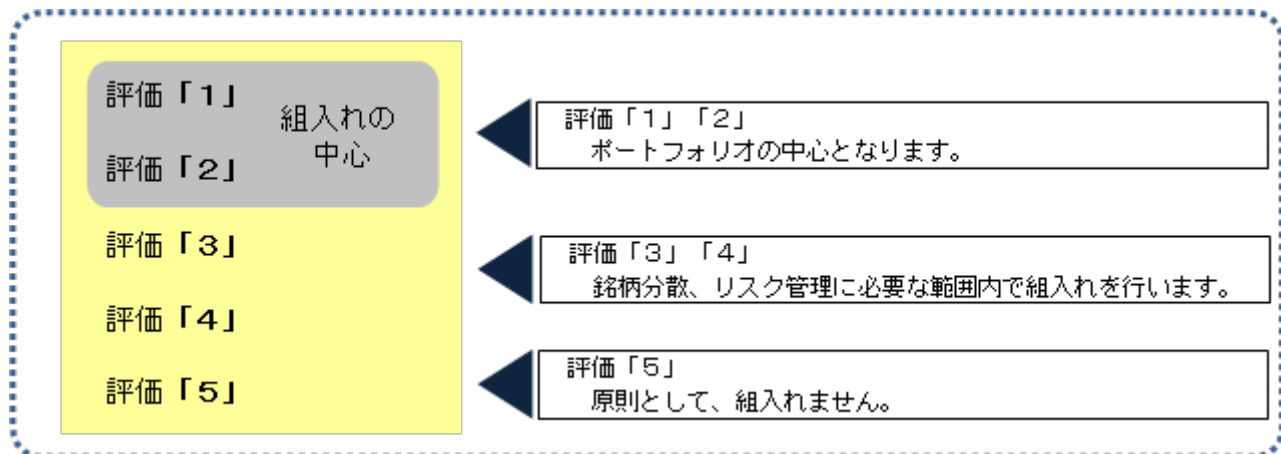 評価「1」
評価「2」
組入れの
中心
評価「3」
評価「4」
評価「5」
評価「1」「2」
ポートフォリオの中心となります。
評価「3」「4」
銘柄分散、リスク管理に必要な範囲内で組入れを行います。
評価「5」
原則として、組入れません。